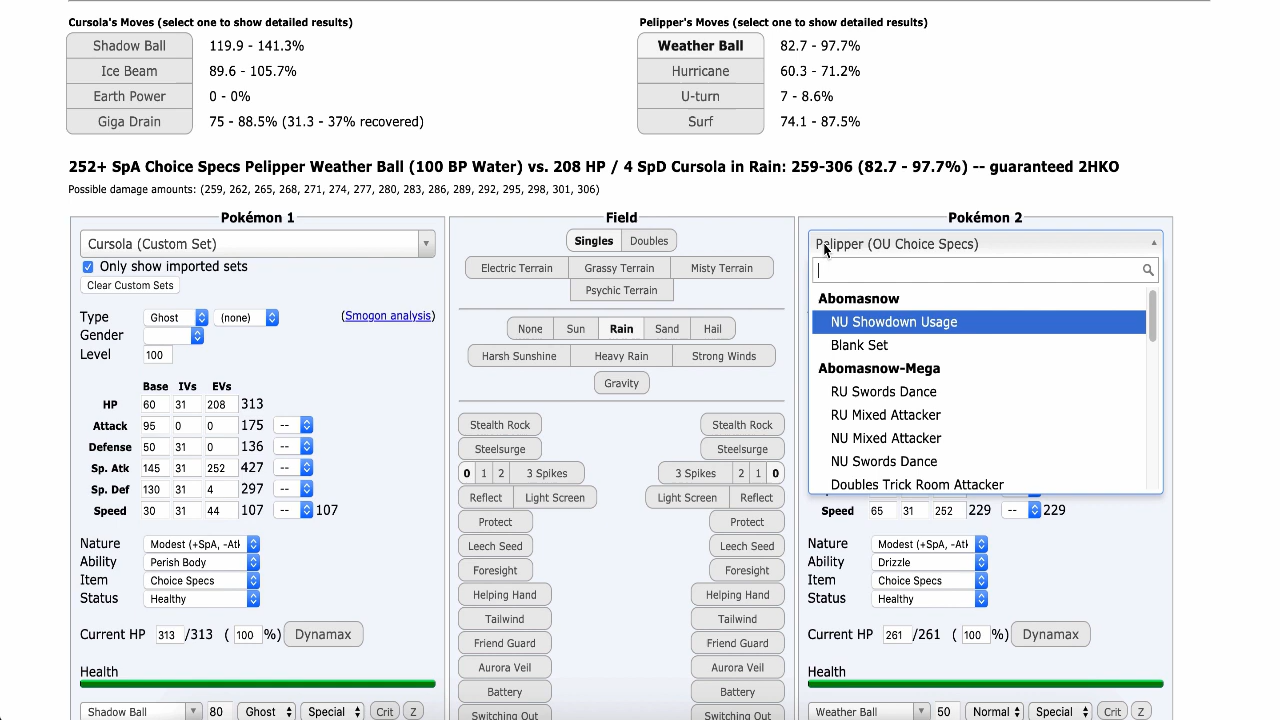 Cursola's Moves (select one to show detailed results)
Pelipper's Moves (select one to show detailed results)
Shadow Ball 119.9 - 141.3%
Weather Ball 82.7 - 97.7%
Ice Beam 89.6 - 105.7%
Hurricane 60.3 - 71.2%
Earth Power 0 - 0%
U-turn 7 - 8.6%
Giga Drain 75 - 88.5% (31.3 - 37% recovered)
Surf 74.1 - 87.5%
252+ SpA Choice Specs Pelipper Weather Ball (100 BP Water) vs. 208 HP / 4 SpD Cursola in Rain: 259-306 (82.7 - 97.7%) -- guaranteed 2HKO
Possible damage amounts: (259, 262, 265, 268, 271, 274, 277, 280, 283, 286, 289, 292, 295, 298, 301, 306)
Pokémon 1
Cursola (Custom Set)
Only show imported sets
Clear Custom Sets
Type Ghost (none) (Smogon analysis)
Gender
Level 100
Base IVs EVs
HP 60 31 208 313
Attack 95 0 0 175 --
Defense 50 31 0 136 --
Sp. Atk 145 31 252 427 --
Sp. Def 130 31 4 297 --
Speed 30 31 44 107 -- 107
Nature Modest (+SpA, -Atk
Ability Perish Body
Item Choice Specs
Status Healthy
Current HP 313 /313 ( 100 %) Dynamax
Health
Shadow Ball 80 Ghost Special Crit Z
Field
Singles Doubles
Electric Terrain Grassy Terrain Misty Terrain
Psychic Terrain
None Sun Rain Sand Hail
Harsh Sunshine Heavy Rain Strong Winds
Gravity
Stealth Rock Stealth Rock
Steelsurge Steelsurge
0 1 2 3 Spikes 3 Spikes 2 1 0
Reflect Light Screen Light Screen Reflect
Protect Protect
Leech Seed Leech Seed
Foresight Foresight
Helping Hand Helping Hand
Tailwind Tailwind
Friend Guard Friend Guard
Aurora Veil Aurora Veil
Battery Battery
Switching Out Switching Out
Pokémon 2
Pelipper (OU Choice Specs)
Abomasnow
NU Showdown Usage
Blank Set
Abomasnow-Mega
RU Swords Dance
RU Mixed Attacker
NU Mixed Attacker
NU Swords Dance
Doubles Trick Room Attacker
Speed 65 31 252 229 -- 229
Nature Modest (+SpA, -Atk
Ability Drizzle
Item Choice Specs
Status Healthy
Current HP 261 /261 ( 100 %) Dynamax
Health
Weather Ball 50 Normal Special Crit Z